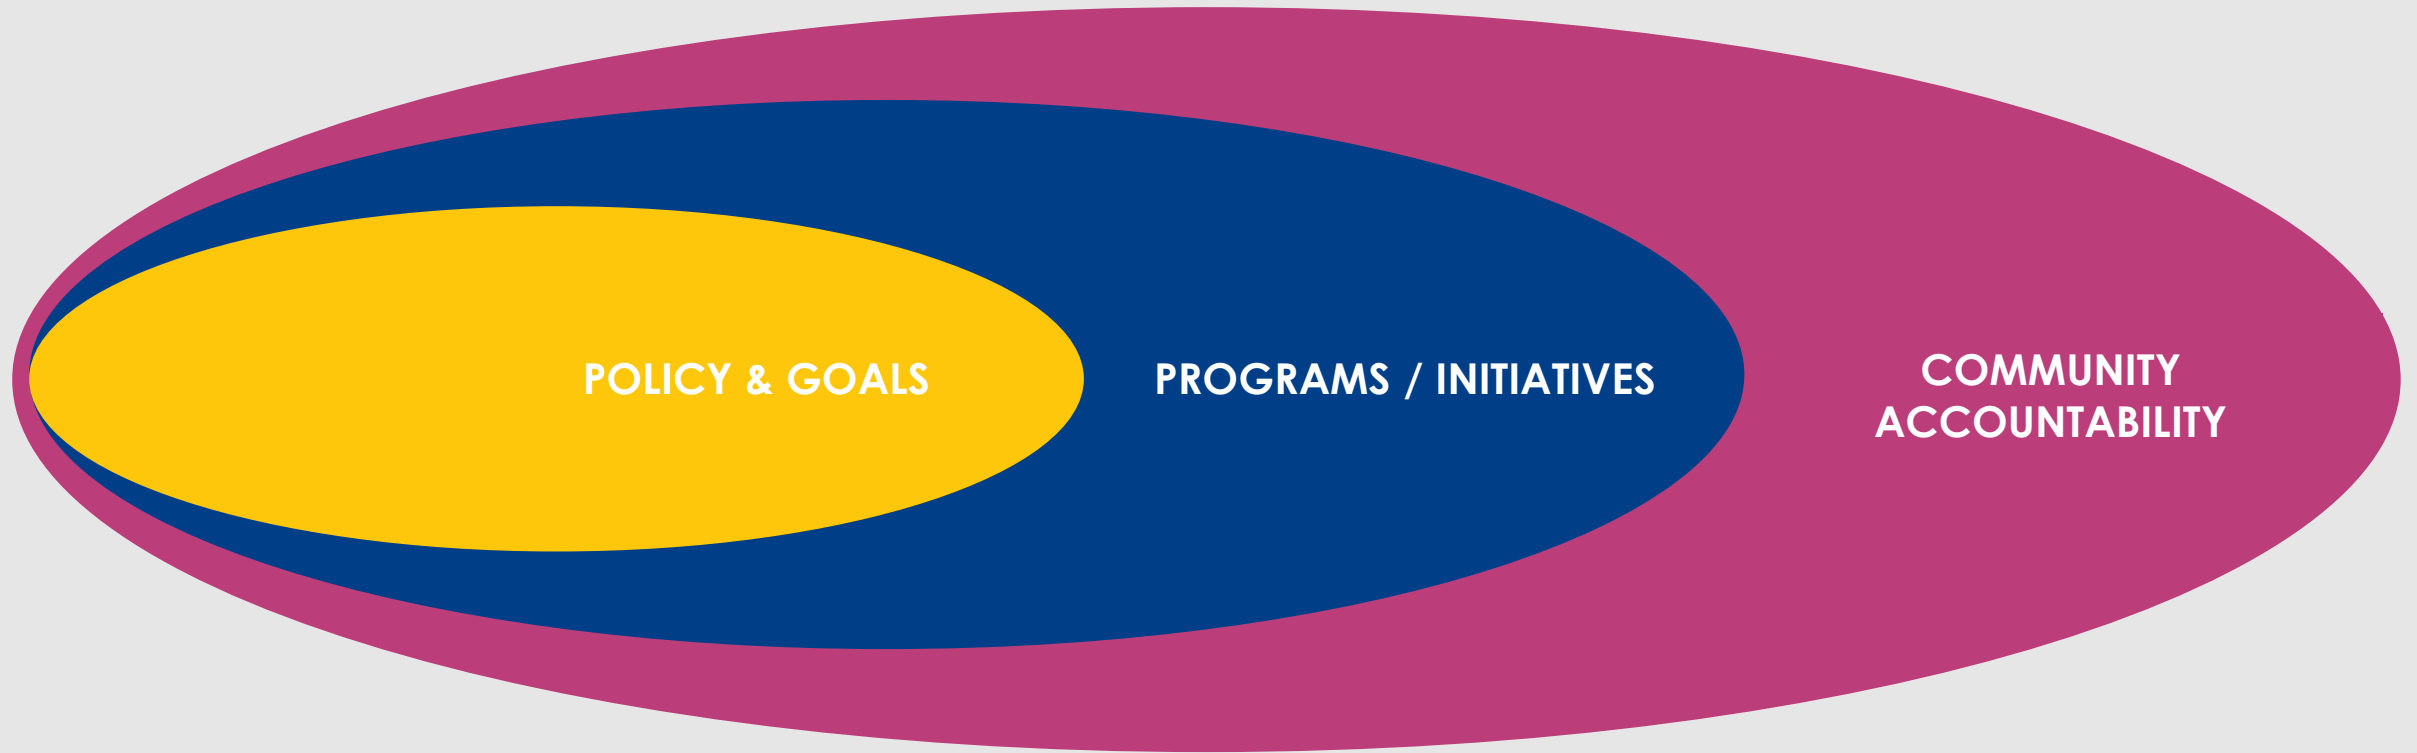 POLICY & GOALS
PROGRAMS / INITIATIVES
COMMUNITY
ACCOUNTABILITY